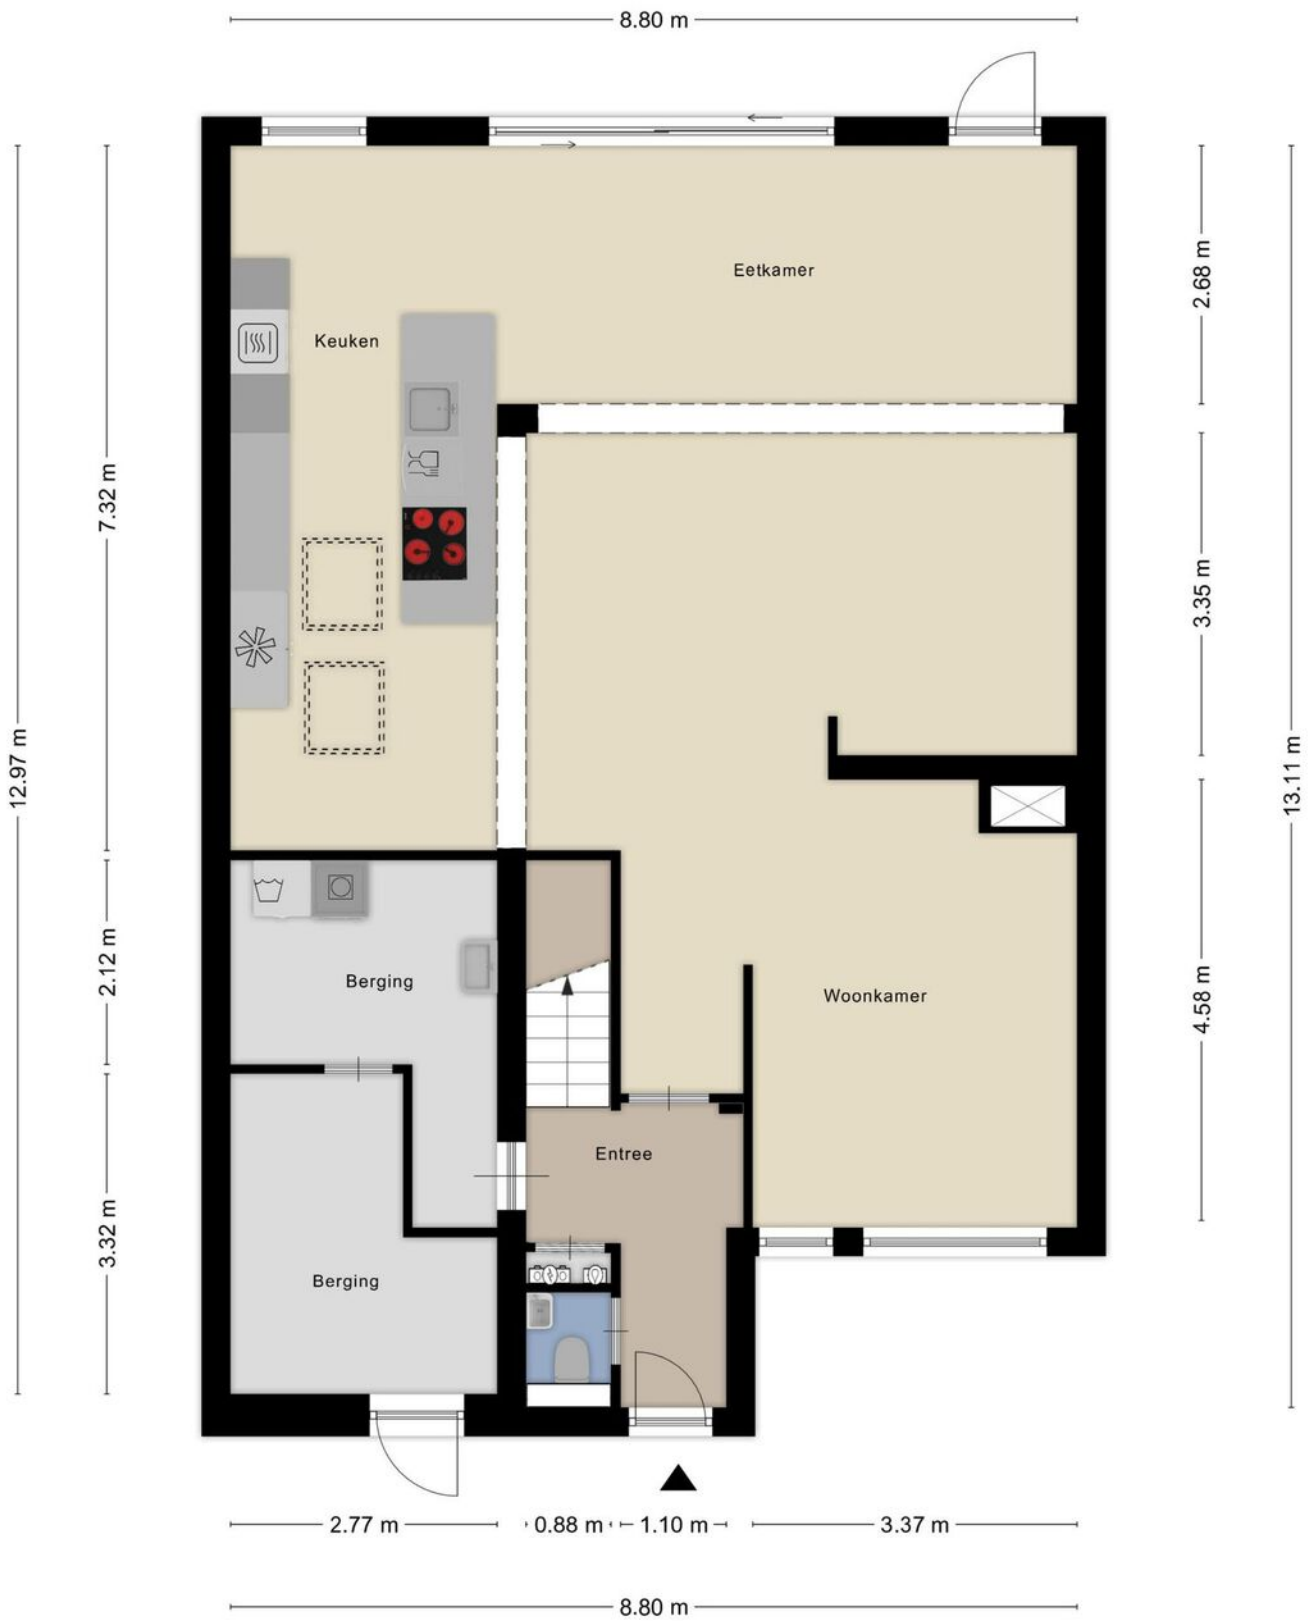 8.80 m
Eetkamer
2.68 m
Keuken
7.32 m
3.35 m
12.97 m
13.11 m
2.12 m
Berging
Woonkamer
4.58 m
Entree
3.32 m
Berging
2.77 m
0.88 m
1.10 m
3.37 m
8.80 m